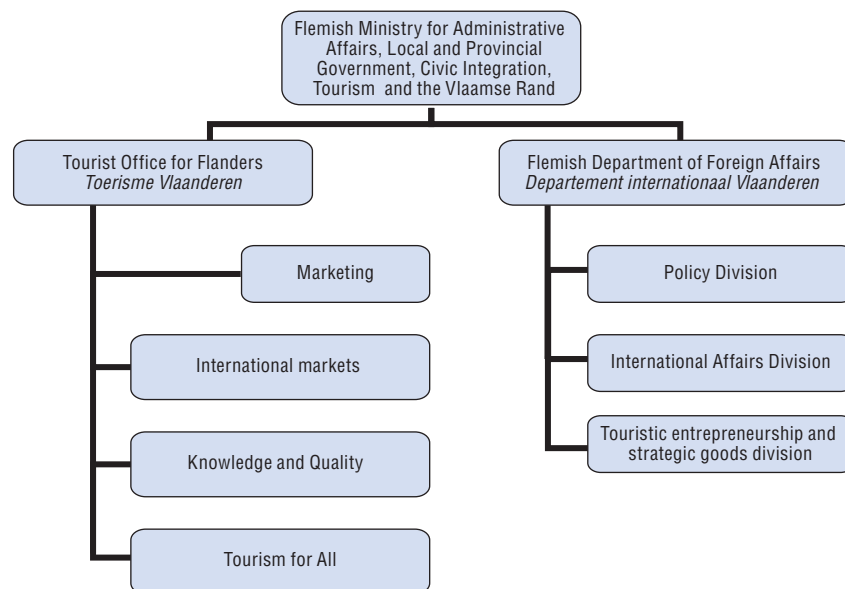 Flemish Ministry for Administrative
Affairs, Local and Provincial
Government, Civic Integration,
Tourism and the Vlaamse Rand
Tourist Office for Flanders
Toerisme Vlaanderen
Flemish Department of Foreign Affairs
Departement internationaal Vlaanderen
Marketing
International markets
Knowledge and Quality
Tourism for All
Policy Division
International Affairs Division
Touristic entrepreneurship and
strategic goods division